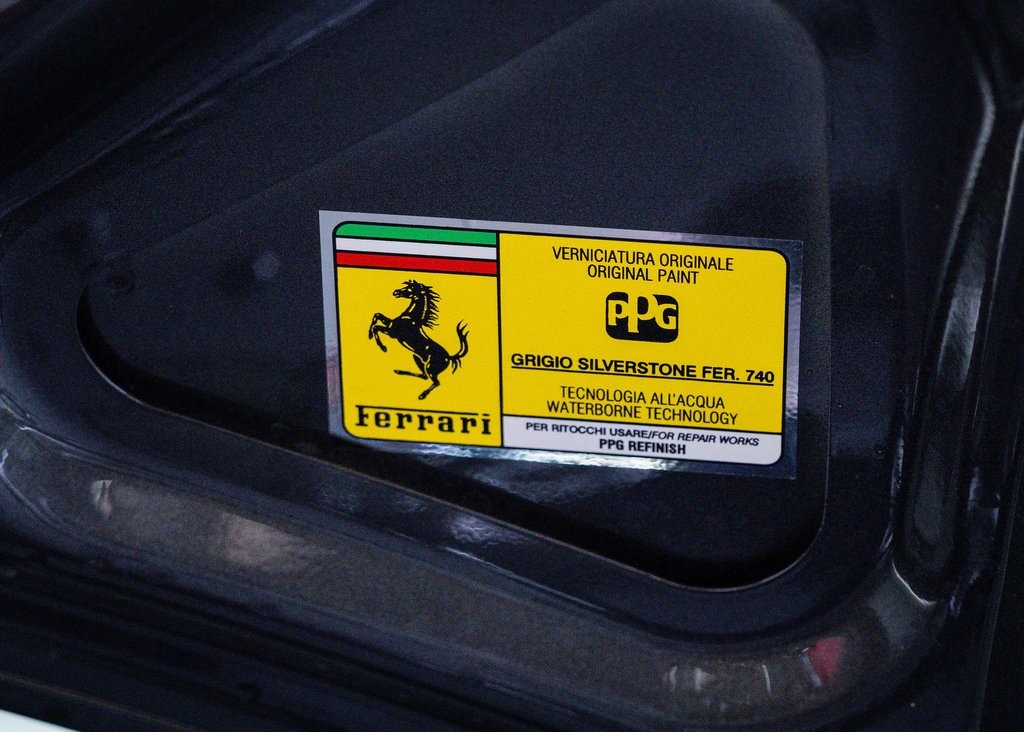 Ferrari
VERNICIATURA ORIGINALE
ORIGINAL PAINT
PPG
GRIGIO SILVERSTONE FER. 740
TECNOLOGIA ALL'ACQUA
WATERBORNE TECHNOLOGY
PER RITOCCHI USARE/FOR REPAIR WORKS
PPG REFINISH